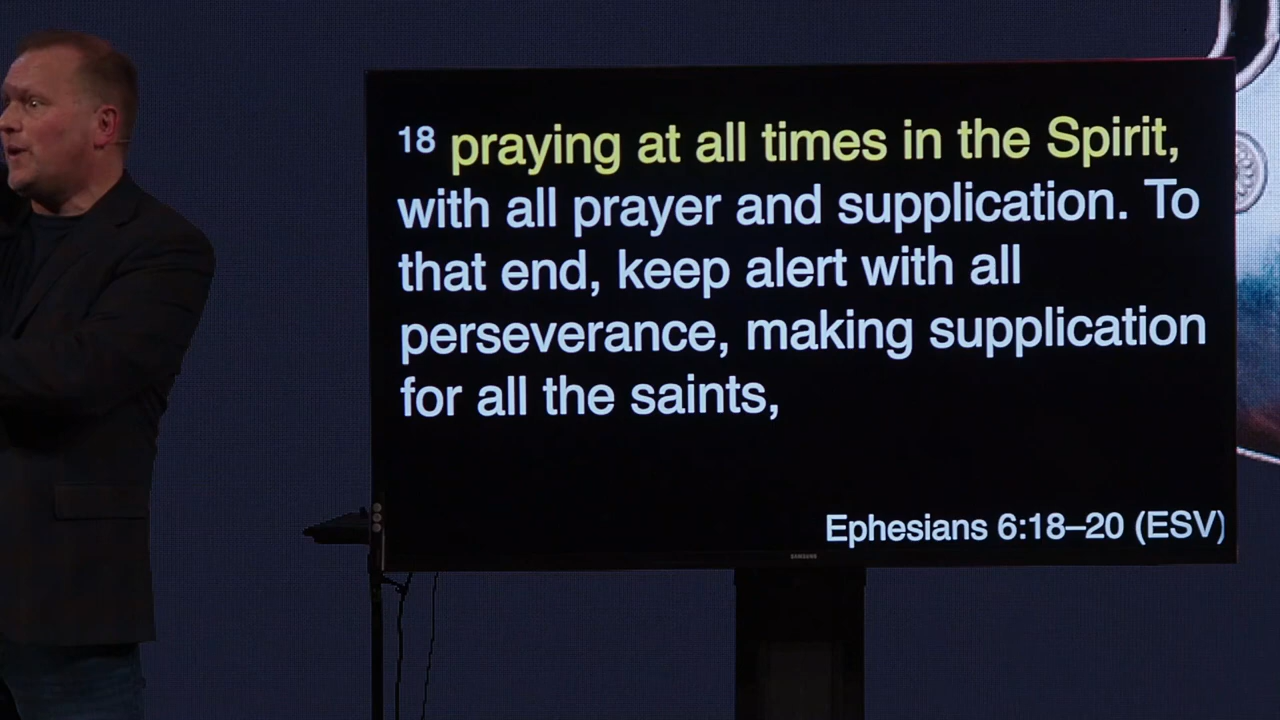 18 praying at all times in the Spirit,
with all prayer and supplication. To
that end, keep alert with all
perseverance, making supplication
for all the saints,
Ephesians 6:18–20 (ESV)
SAMSUNG